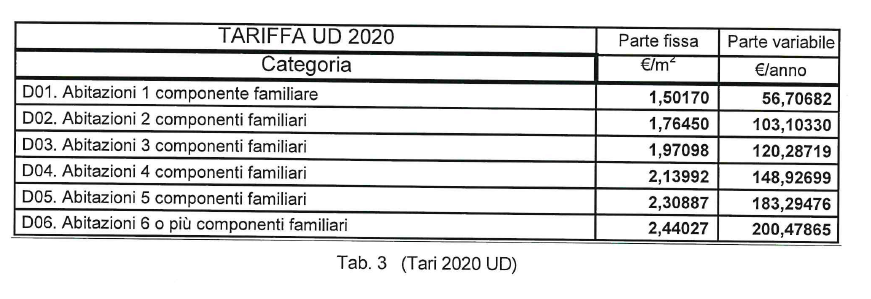 TARIFFA UD 2020 Parte fissa Parte variabile
Categoria €/m² €/anno
D01. Abitazioni 1 componente familiare 1,50170 56,70682
D02. Abitazioni 2 componenti familiari 1,76450 103,10330
D03. Abitazioni 3 componenti familiari 1,97098 120,28719
D04. Abitazioni 4 componenti familiari 2,13992 148,92699
D05. Abitazioni 5 componenti familiari 2,30887 183,29476
D06. Abitazioni 6 o più componenti familiari 2,44027 200,47865
Tab. 3 (Tari 2020 UD)